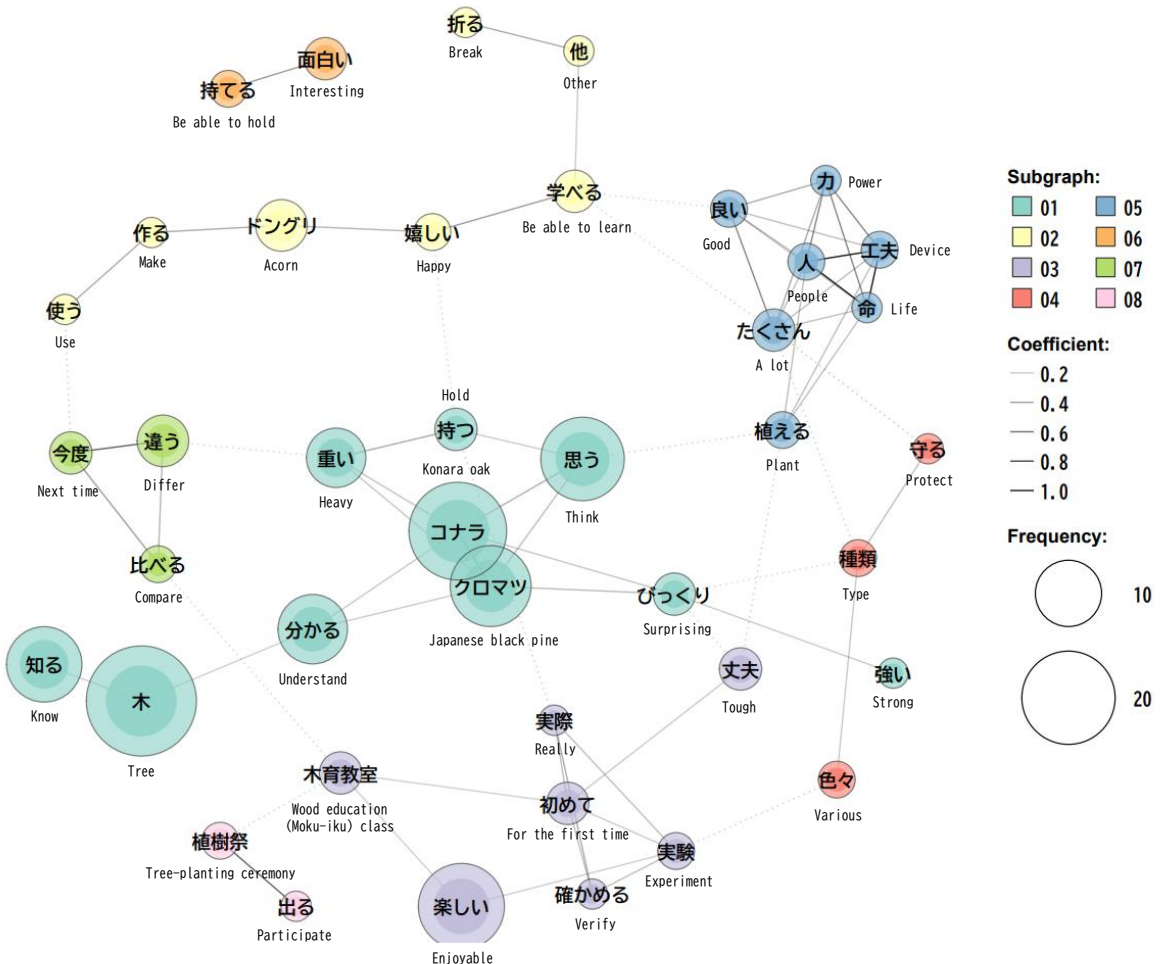 折る
Break
他
Other
面白い
Interesting
持てる
Be able to hold
学べる
Be able to learn
良い
Good
力
Power
人
People
工夫
Device
命
Life
たくさん
A lot
作る
Make
ドングリ
Acorn
嬉しい
Happy
使う
Use
Hold
持つ
Konara oak
今度
Next time
違う
Differ
重い
Heavy
思う
Think
植える
Plant
守る
Protect
コナラ
クロマツ
Japanese black pine
比べる
Compare
びっくり
Surprising
種類
Type
分かる
Understand
知る
Know
木
Tree
丈夫
Tough
強い
Strong
実際
Really
木育教室
Wood education
(Moku-iku) class
初めて
For the first time
色々
Various
植樹祭
Tree-planting ceremony
実験
Experiment
出る
Participate
楽しい
Enjoyable
確かめる
Verify
Subgraph:
01 05
02 06
03 07
04 08
Coefficient:
0.2
0.4
0.6
0.8
1.0
Frequency:
10
20